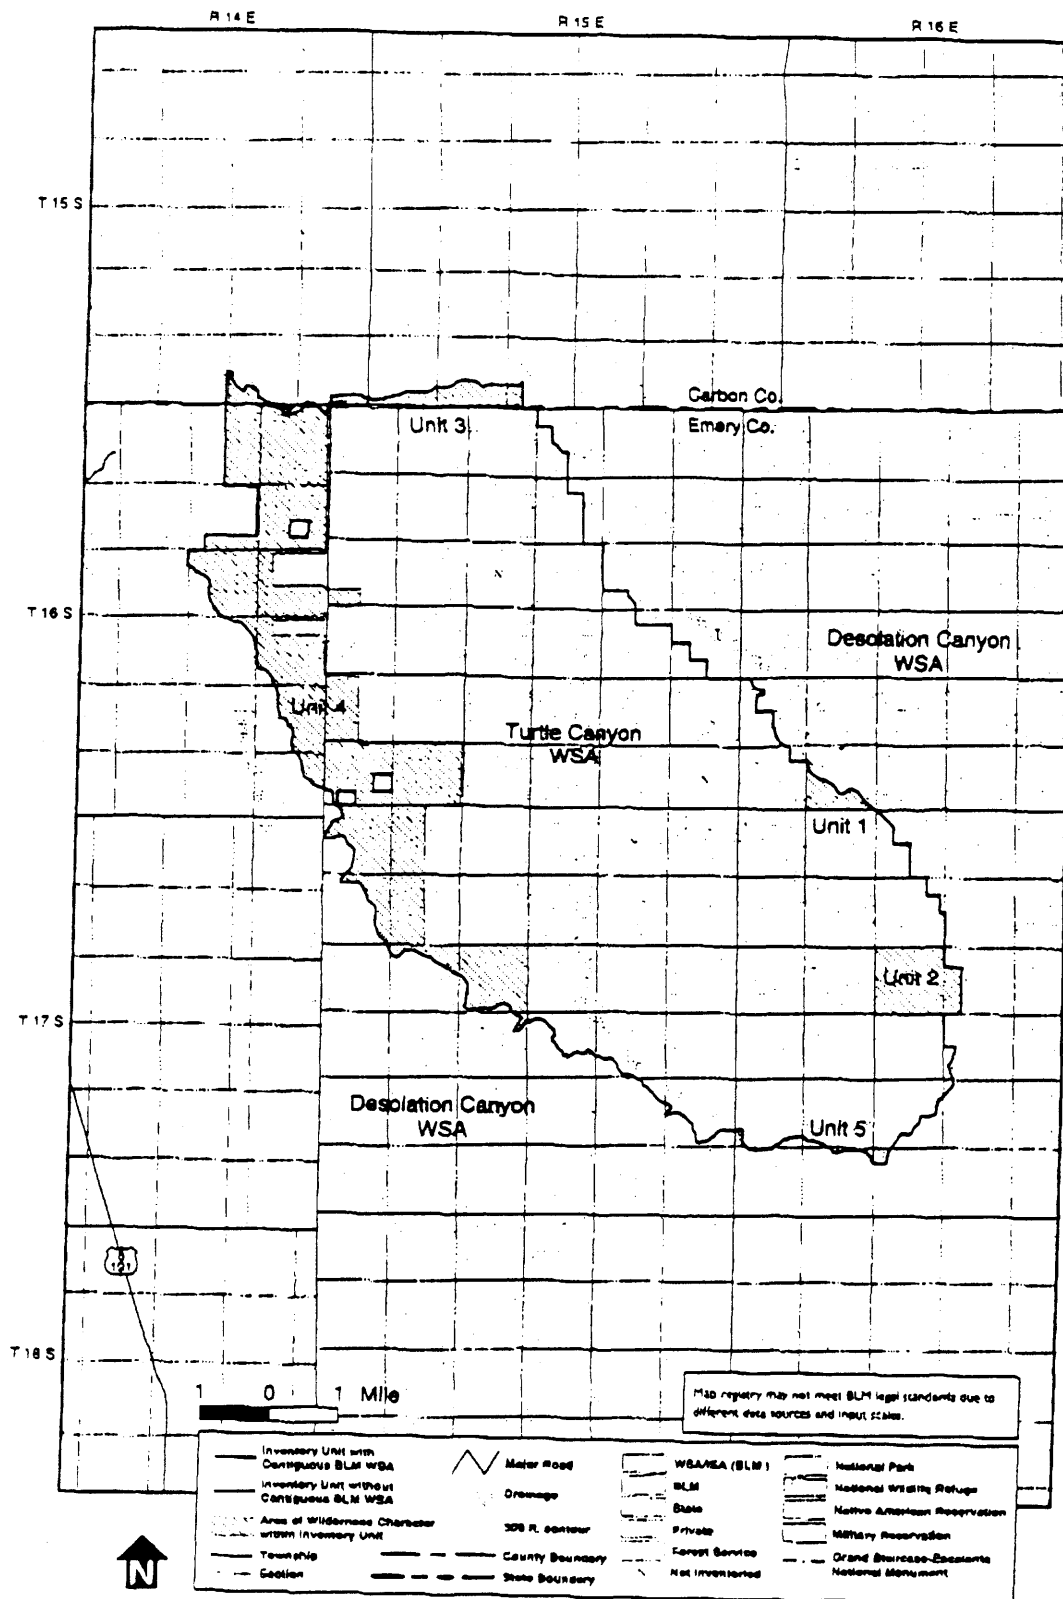 R 14 E
R 15 E
R 16 E
T 15 S
Carbon Co.
Emery Co.
Unit 3
T 16 S
Desolation Canyon
WSA
Unit 4
Turtle Canyon
WSA
Unit 1
Unit 2
T 17 S
Desolation Canyon
WSA
Unit 5
T 18 S
1 0 1 Mile
Map registry may not meet BLM legal standards due to
different data sources and input scales.
Inventory Unit with
Contiguous BLM WSA
Inventory Unit without
Contiguous BLM WSA
Area of Wilderness Character
within Inventory Unit
Township
Section
Major Road
Drainage
contour
County Boundary
State Boundary
WSA/ISA (BLM)
BLM
State
Private
Forest Service
Not Inventoried
National Park
National Wildlife Refuge
Native American Reservation
Military Reservation
Grand Staircase-Escalante
National Monument
N